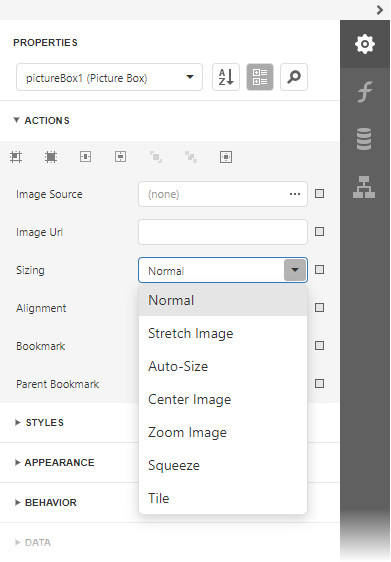 PROPERTIES
pictureBox1 (Picture Box)
A
Z
ACTIONS
Image Source
(none)
...
Image Url
Sizing
Normal
Alignment
Normal
Stretch Image
Bookmark
Auto-Size
Parent Bookmark
Center Image
STYLES
Zoom Image
APPEARANCE
Squeeze
BEHAVIOR
Tile
DATA